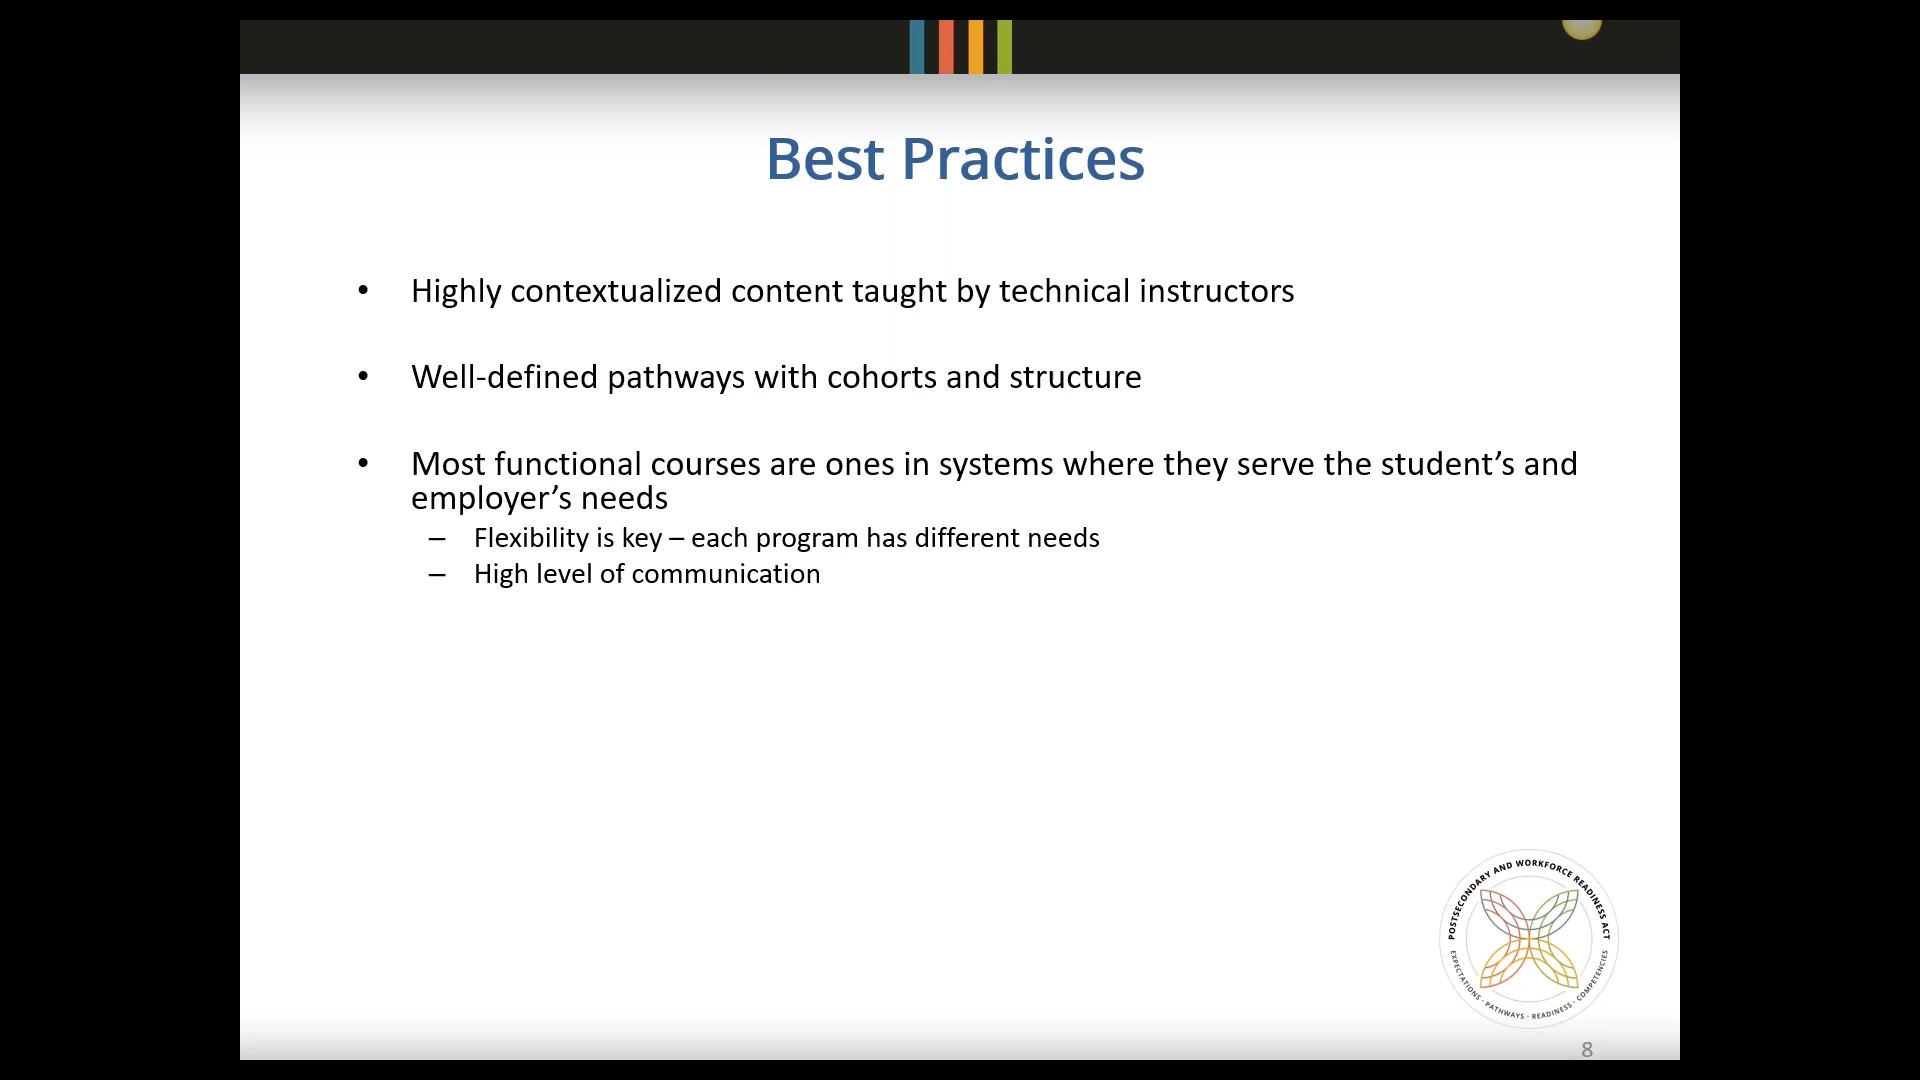 Best Practices
• Highly contextualized content taught by technical instructors
• Well-defined pathways with cohorts and structure
• Most functional courses are ones in systems where they serve the student’s and
employer’s needs
– Flexibility is key – each program has different needs
– High level of communication
POSTSECONDARY AND WORKFORCE READINESS ACT
EXPECTATIONS · PATHWAYS · READINESS · COMPETENCIES
8